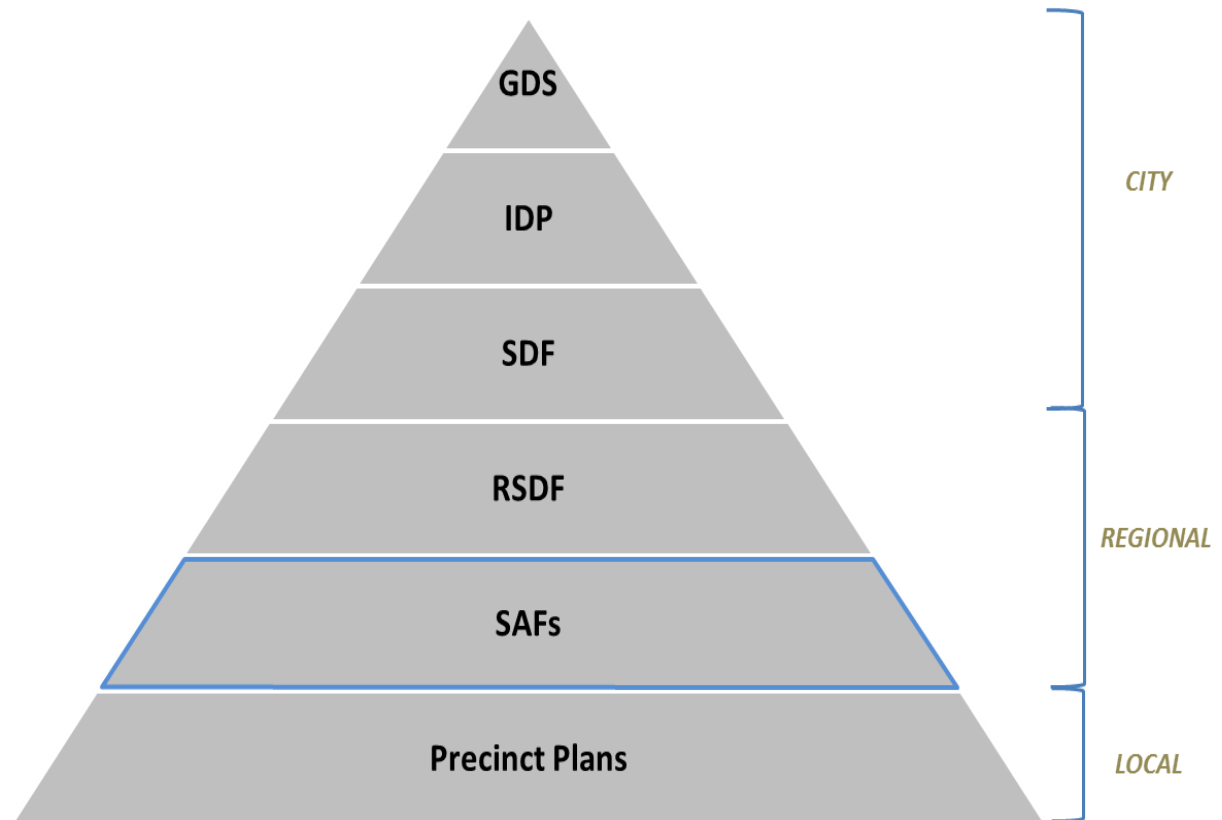 GDS
CITY
IDP
SDF
RSDF
REGIONAL
SAFs
Precinct Plans
LOCAL